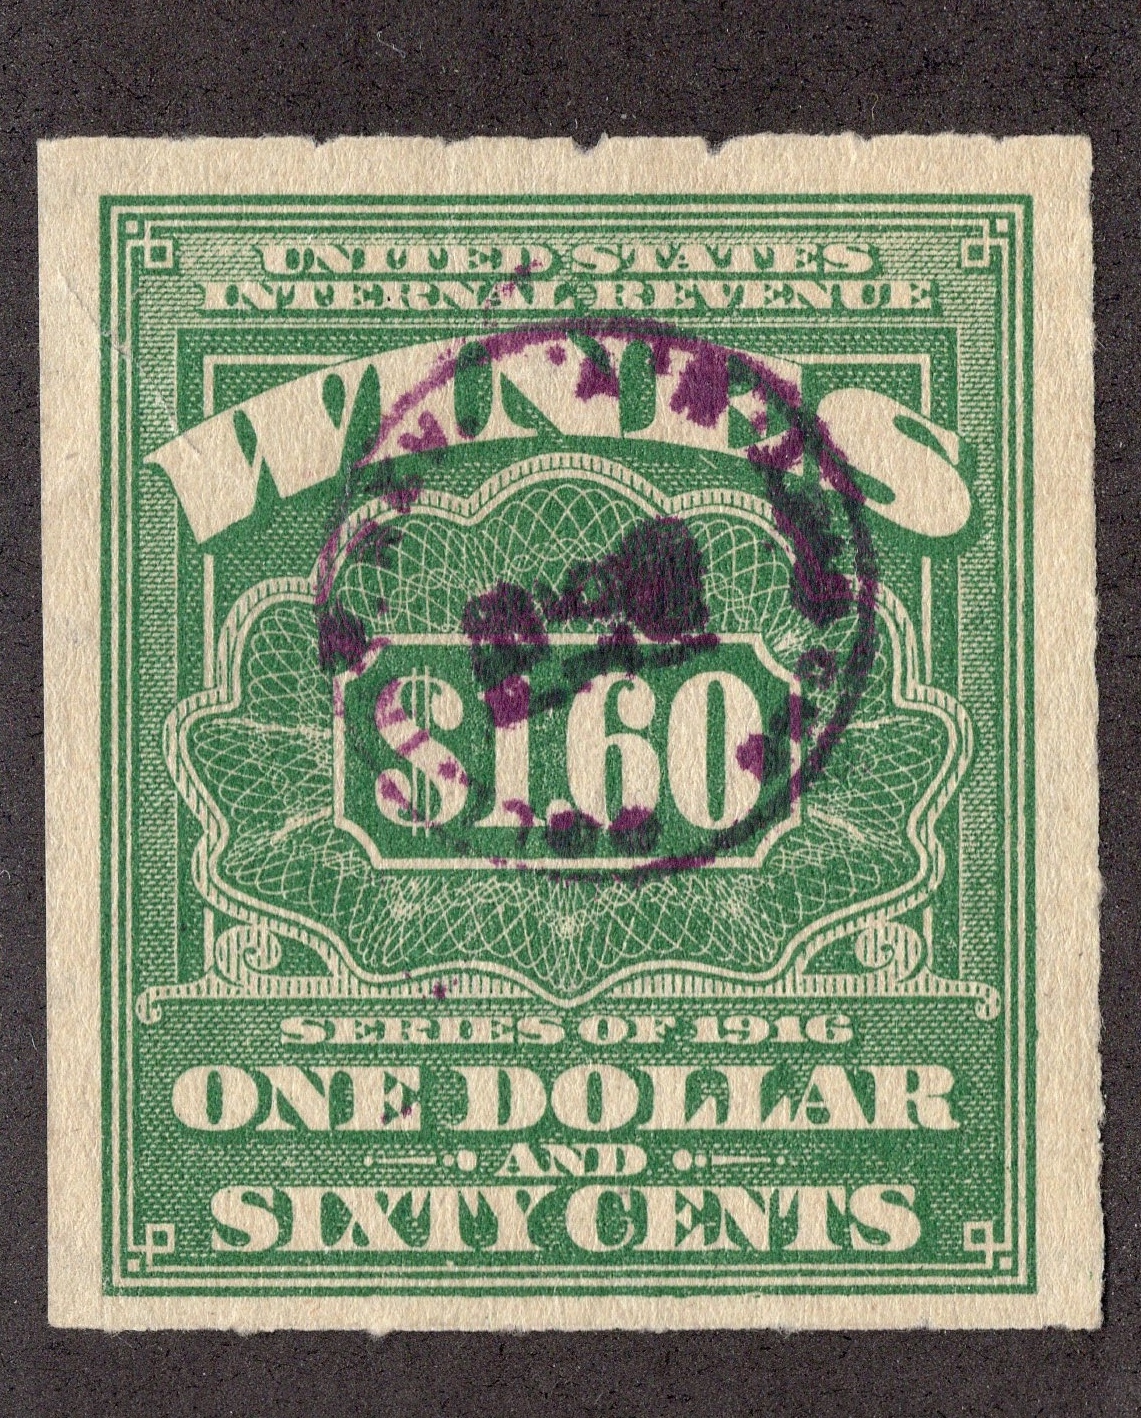 UNITED STATES
INTERNAL REVENUE
WINES
$1.60
SERIES OF 1916
ONE DOLLAR
AND
SIXTY CENTS